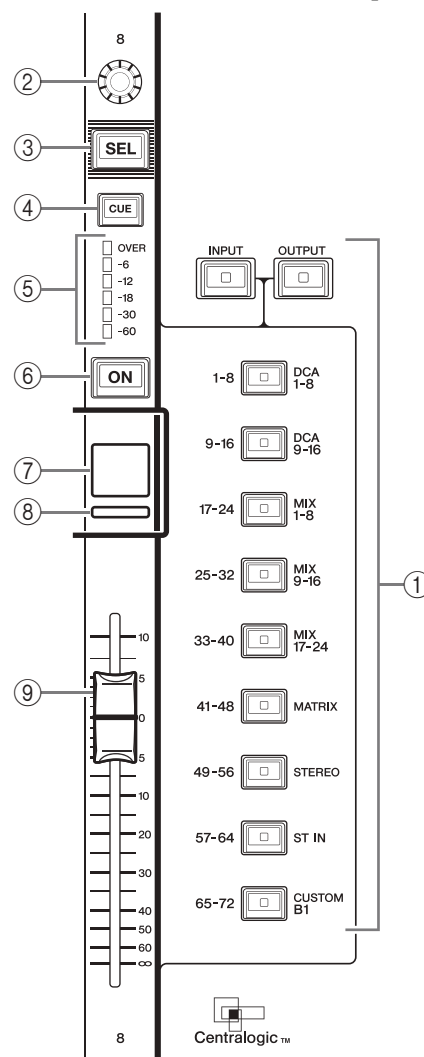 8
②
③ SEL
④ CUE
⑤
OVER
-6
-12
-18
-30
-60
⑥ ON
⑦
⑧
⑨
10
5
0
5
10
20
30
40
50
60
∞
8
INPUT OUTPUT
1-8 DCA 1-8
9-16 DCA 9-16
17-24 MIX 1-8
25-32 MIX 9-16
33-40 MIX 17-24
41-48 MATRIX
49-56 STEREO
57-64 ST IN
65-72 CUSTOM B1
①
Centralogic TM